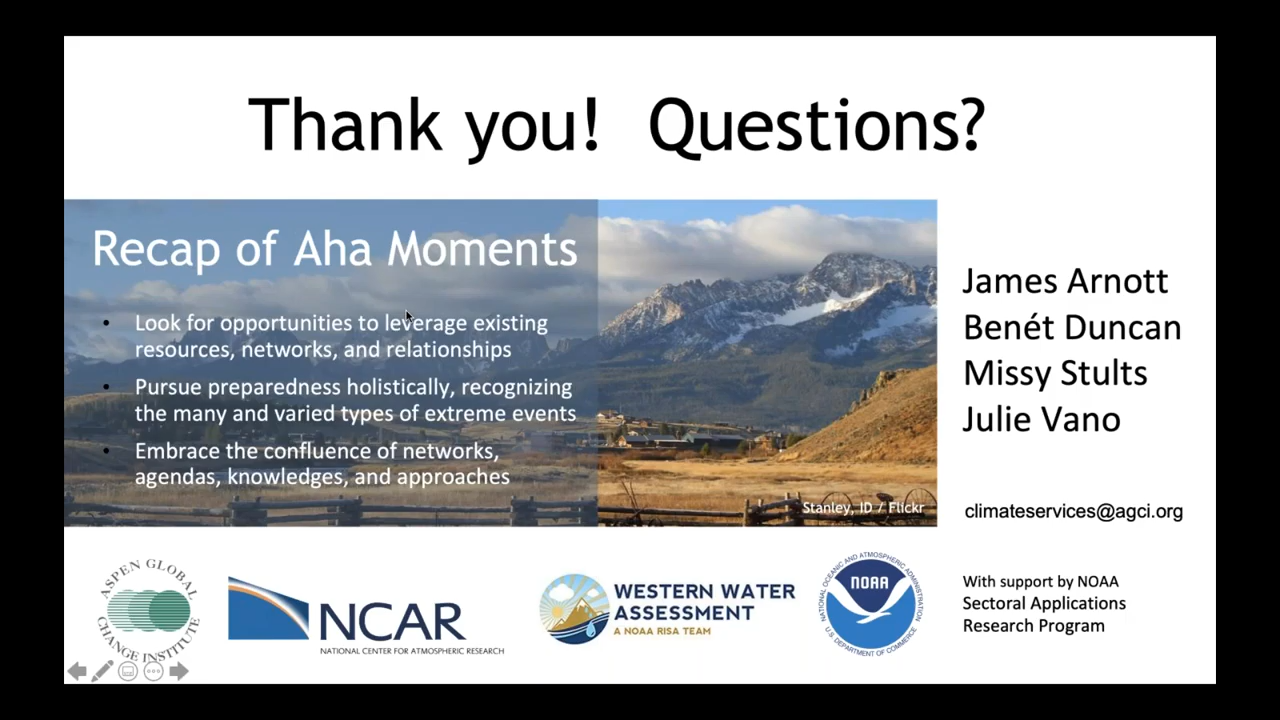 Thank you! Questions?
Recap of Aha Moments
• Look for opportunities to leverage existing
resources, networks, and relationships
• Pursue preparedness holistically, recognizing
the many and varied types of extreme events
• Embrace the confluence of networks,
agendas, knowledges, and approaches
Stanley, ID / Flickr
James Arnott
Benét Duncan
Missy Stults
Julie Vano
climateservices@agci.org
ASPEN GLOBAL
CHANGE INSTITUTE
NCAR
NATIONAL CENTER FOR ATMOSPHERIC RESEARCH
WESTERN WATER
ASSESSMENT
A NOAA RISA TEAM
NATIONAL OCEANIC AND ATMOSPHERIC ADMINISTRATION
NOAA
U.S. DEPARTMENT OF COMMERCE
With support by NOAA
Sectoral Applications
Research Program